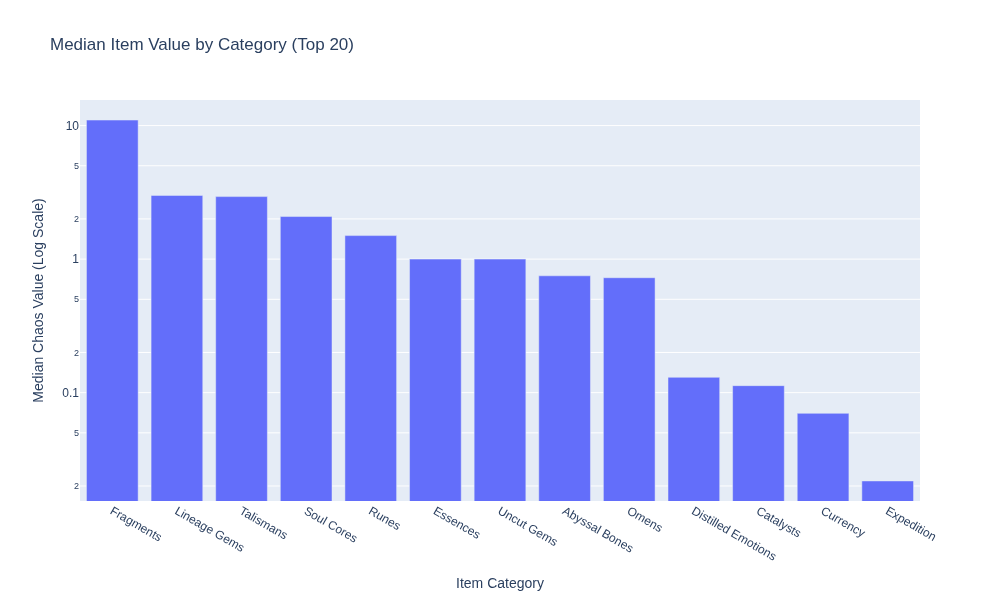 Median Item Value by Category (Top 20)
Median Chaos Value (Log Scale)
10
5
2
1
5
2
0.1
5
2
Fragments
Lineage Gems
Talismans
Soul Cores
Runes
Essences
Uncut Gems
Abyssal Bones
Omens
Distilled Emotions
Catalysts
Currency
Expedition
Item Category